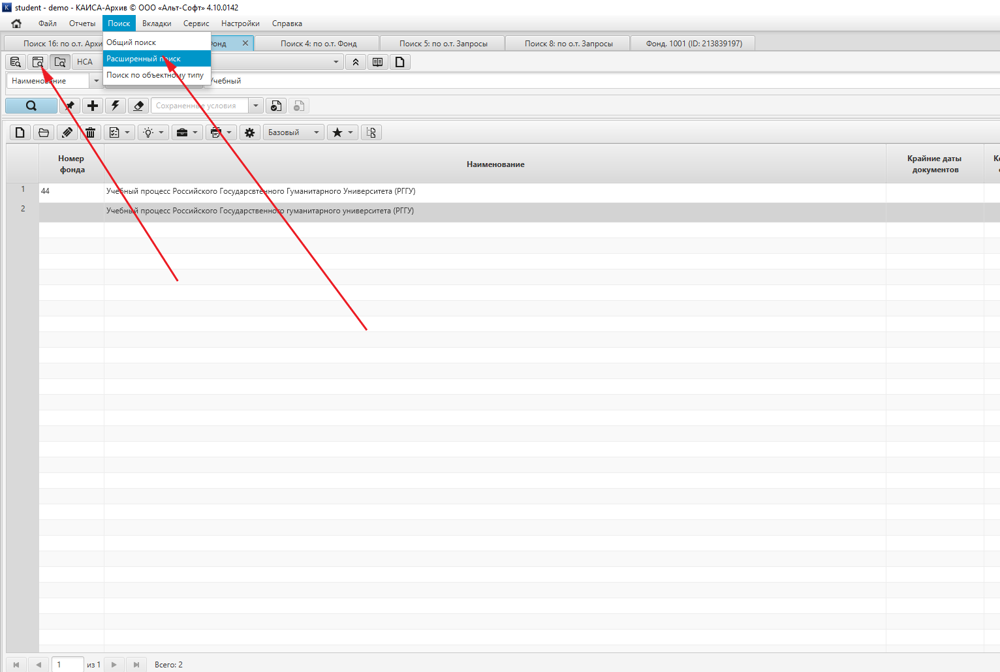 student - demo - КАИСА-Архив © ООО «Альт-Софт» 4.10.0142
Файл Отчеты Поиск Вкладки Сервис Настройки Справка
Поиск 16: по о.т. Архи
Фонд
Поиск 4: по о.т. Фонд
Поиск 5: по о.т. Запросы
Поиск 8: по о.т. Запросы
Фонд. 1001 (ID: 213839197)
Общий поиск
Расширенный поиск
Поиск по объектному типу
НСА
Наименование
Учебный
Сохраненные условия
Базовый
Номер фонда
Наименование
Крайние даты документов
1 44 Учебный процесс Российского Государсвтенного Гуманитарного Университета (РГГУ)
2 Учебный процесс Российского Государственного гуманитарного университета (РГГУ)
1 из 1 Всего: 2